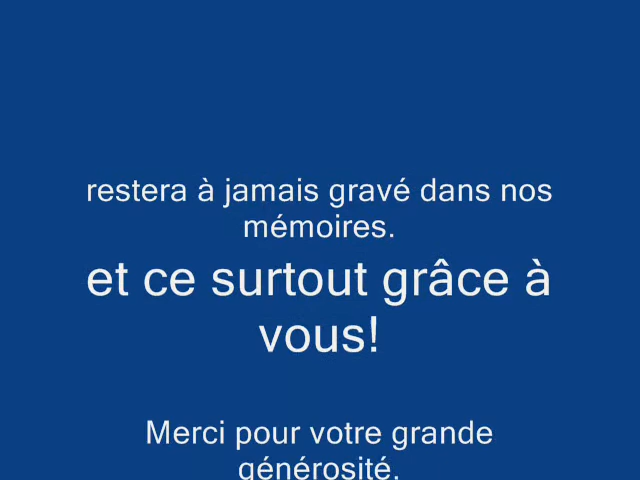 restera à jamais gravé dans nos
mémoires.
et ce surtout grâce à
vous!
Merci pour votre grande
générosité.